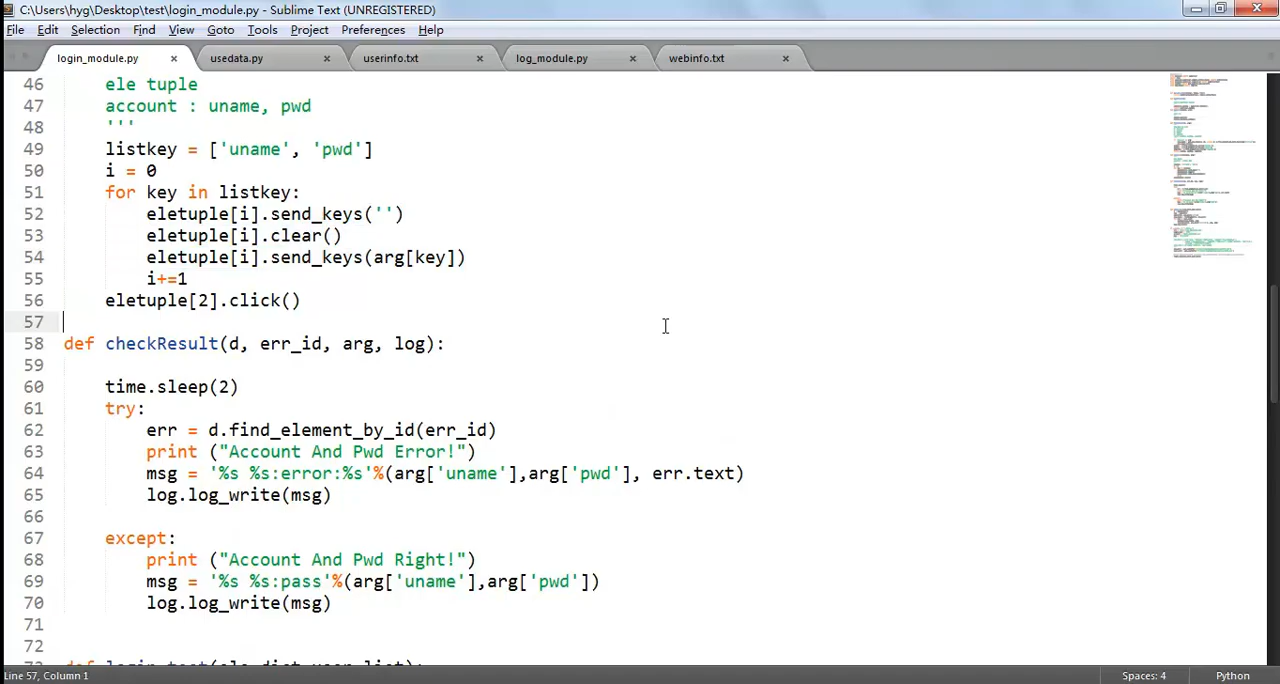 C:\Users\hyg\Desktop\test\login_module.py - Sublime Text (UNREGISTERED)
File Edit Selection Find View Goto Tools Project Preferences Help
login_module.py × usedata.py × userinfo.txt × log_module.py × webinfo.txt ×
46 ele tuple
47 account : uname, pwd
48 '''
49 listkey = ['uname', 'pwd']
50 i = 0
51 for key in listkey:
52 eletuple[i].send_keys('')
53 eletuple[i].clear()
54 eletuple[i].send_keys(arg[key])
55 i+=1
56 eletuple[2].click()
57
58 def checkResult(d, err_id, arg, log):
59
60 time.sleep(2)
61 try:
62 err = d.find_element_by_id(err_id)
63 print ("Account And Pwd Error!")
64 msg = '%s %s:error:%s'%(arg['uname'],arg['pwd'], err.text)
65 log.log_write(msg)
66
67 except:
68 print ("Account And Pwd Right!")
69 msg = '%s %s:pass'%(arg['uname'],arg['pwd'])
70 log.log_write(msg)
71
72
Line 57, Column 1 Spaces: 4 Python